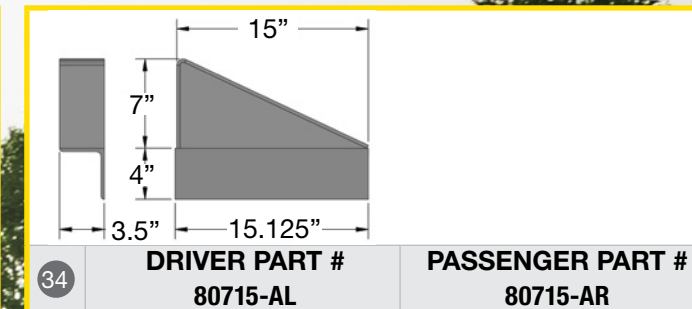 15”
7”
4”
3.5”
15.125”
34
DRIVER PART #
PASSENGER PART #
80715-AL
80715-AR